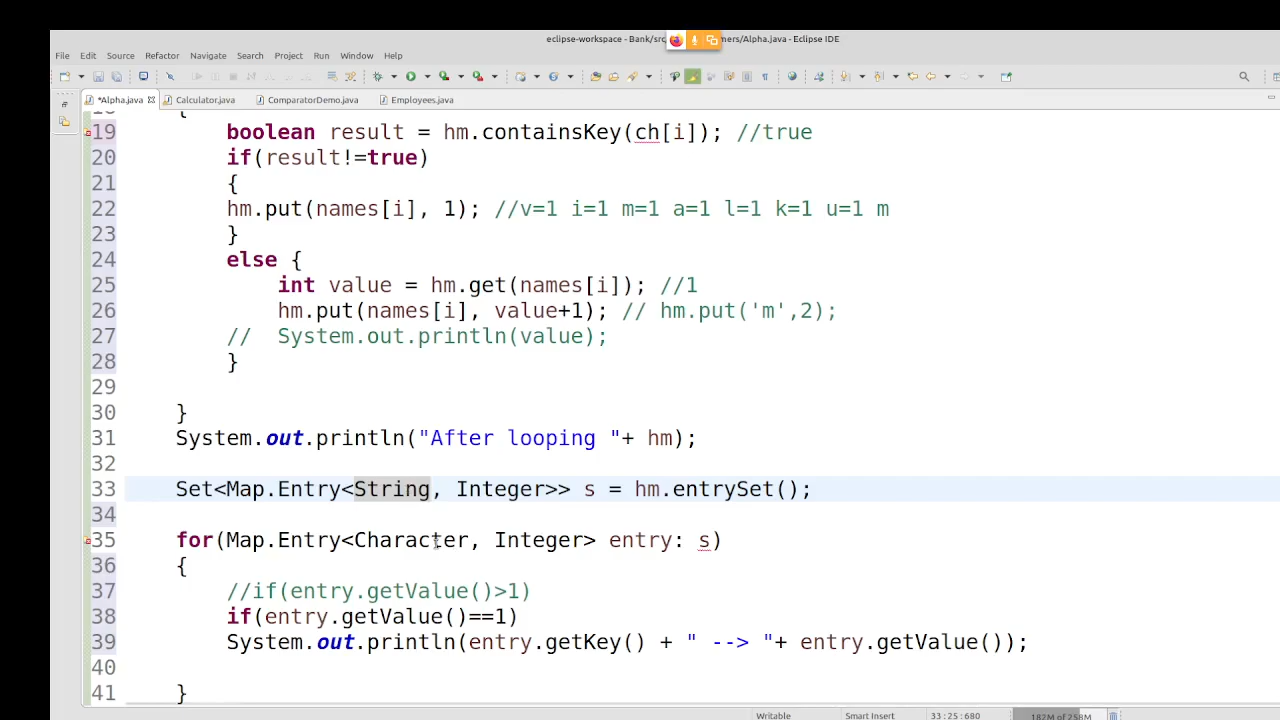 eclipse-workspace - Bank/src mers/Alpha.java - Eclipse IDE
File Edit Source Refactor Navigate Search Project Run Window Help
*Alpha.java Calculator.java ComparatorDemo.java Employees.java
{
19 boolean result = hm.containsKey(ch[i]); //true
20 if(result!=true)
21 {
22 hm.put(names[i], 1); //v=1 i=1 m=1 a=1 l=1 k=1 u=1 m
23 }
24 else {
25 int value = hm.get(names[i]); //1
26 hm.put(names[i], value+1); // hm.put('m',2);
27 // System.out.println(value);
28 }
29
30 }
31 System.out.println("After looping "+ hm);
32
33 Set<Map.Entry<String, Integer>> s = hm.entrySet();
34
35 for(Map.Entry<Character, Integer> entry: s)
36 {
37 //if(entry.getValue()>1)
38 if(entry.getValue()==1)
39 System.out.println(entry.getKey() + " --> "+ entry.getValue());
40
41 }
Writable Smart Insert 33:25:680 182M of 258M